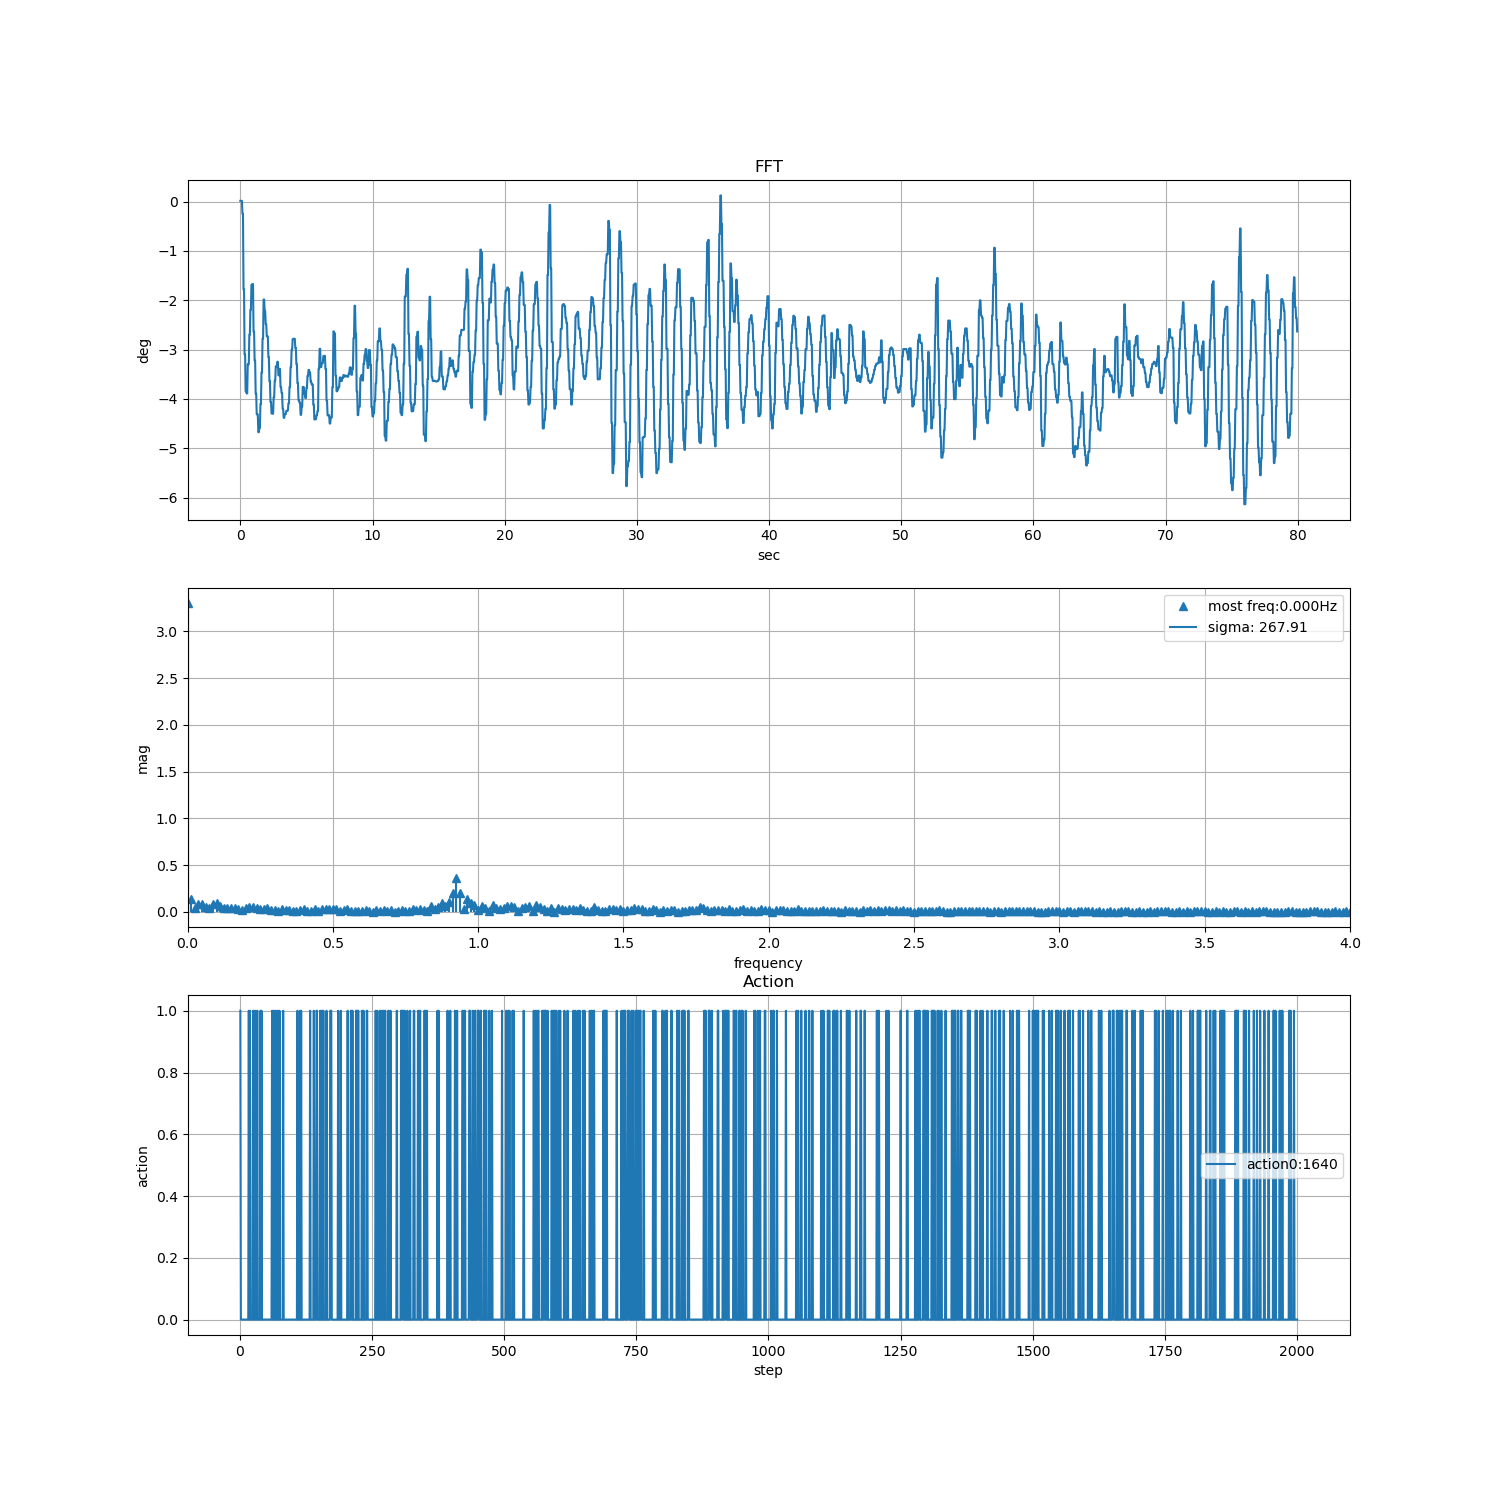 FFT
0
−1
−2
−3
−4
−5
−6
deg
0 10 20 30 40 50 60 70 80
sec
most freq:0.000Hz
sigma: 267.91
3.0
2.5
2.0
1.5
1.0
0.5
0.0
mag
0.0 0.5 1.0 1.5 2.0 2.5 3.0 3.5 4.0
frequency
Action
1.0
0.8
0.6
0.4
0.2
0.0
action
action0:1640
0 250 500 750 1000 1250 1500 1750 2000
step